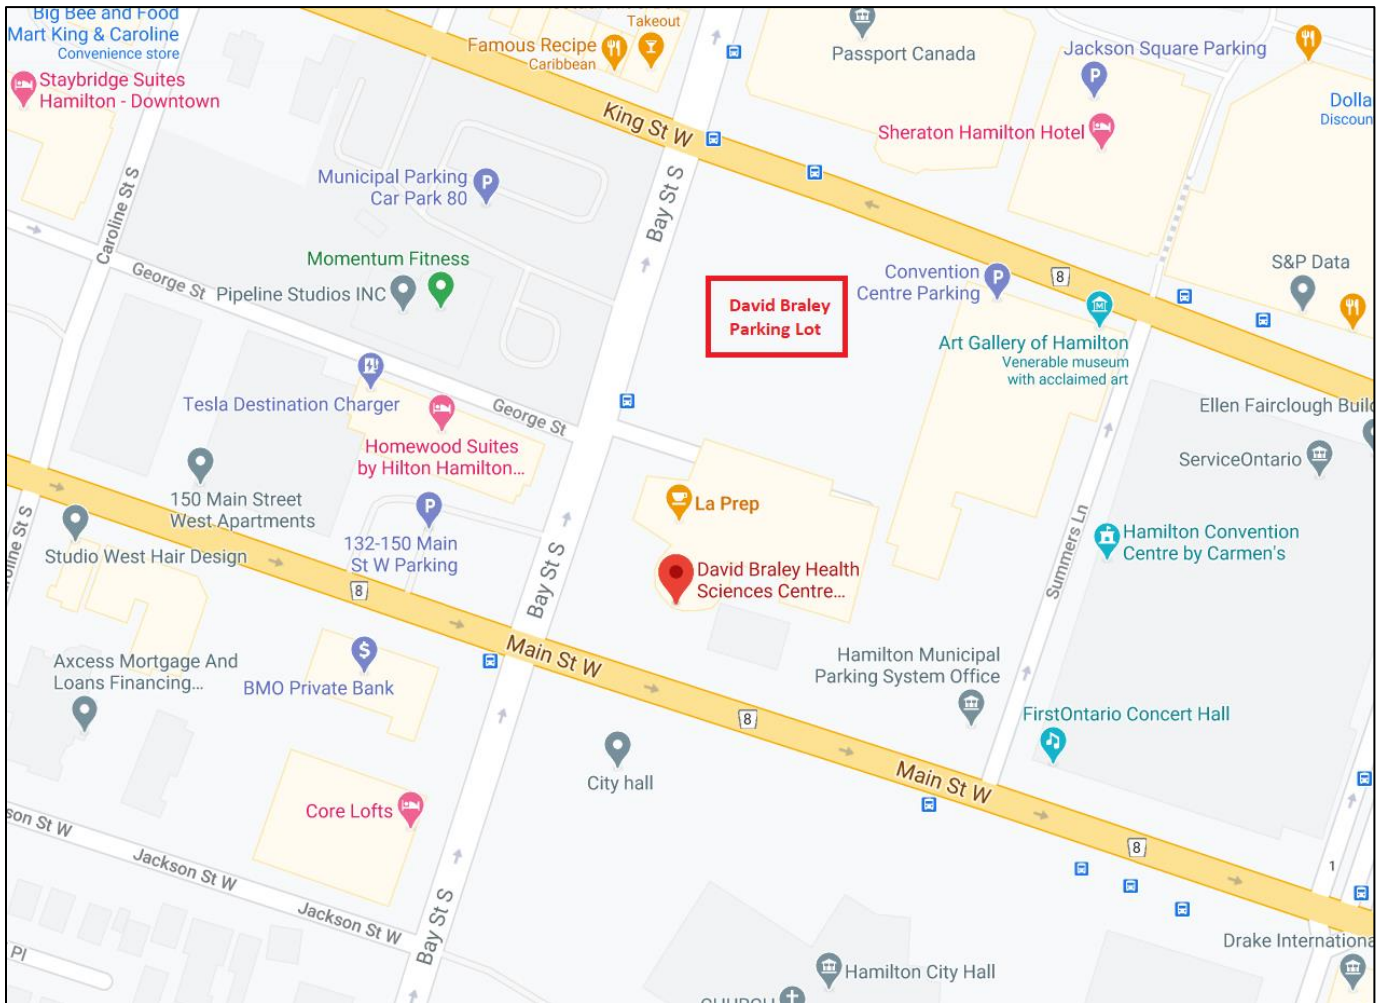 Big Bee and Food
Mart King & Caroline
Convenience store
Takeout
Famous Recipe
Caribbean
Passport Canada
Jackson Square Parking
Staybridge Suites
Hamilton - Downtown
King St W
Dolla
Discoun
Sheraton Hamilton Hotel
Municipal Parking
Car Park 80
Caroline St S
Bay St S
Momentum Fitness
George St
Pipeline Studios INC
Convention
Centre Parking
8
S&P Data
David Braley
Parking Lot
Art Gallery of Hamilton
Venerable museum
with acclaimed art
Tesla Destination Charger
George St
Ellen Fairclough Build
Homewood Suites
by Hilton Hamilton...
ServiceOntario
150 Main Street
West Apartments
La Prep
Studio West Hair Design
132-150 Main
St W Parking
Hamilton Convention
Centre by Carmen's
roline St S
8
Bay St S
David Braley Health
Sciences Centre...
Summers Ln
Main St W
Axcess Mortgage And
Loans Financing...
BMO Private Bank
Hamilton Municipal
Parking System Office
8
FirstOntario Concert Hall
City hall
Main St W
Core Lofts
son St W
Jackson St W
8
1
Jackson St W
Bay St S
Pl
Drake Internationa
Hamilton City Hall
CHURCH